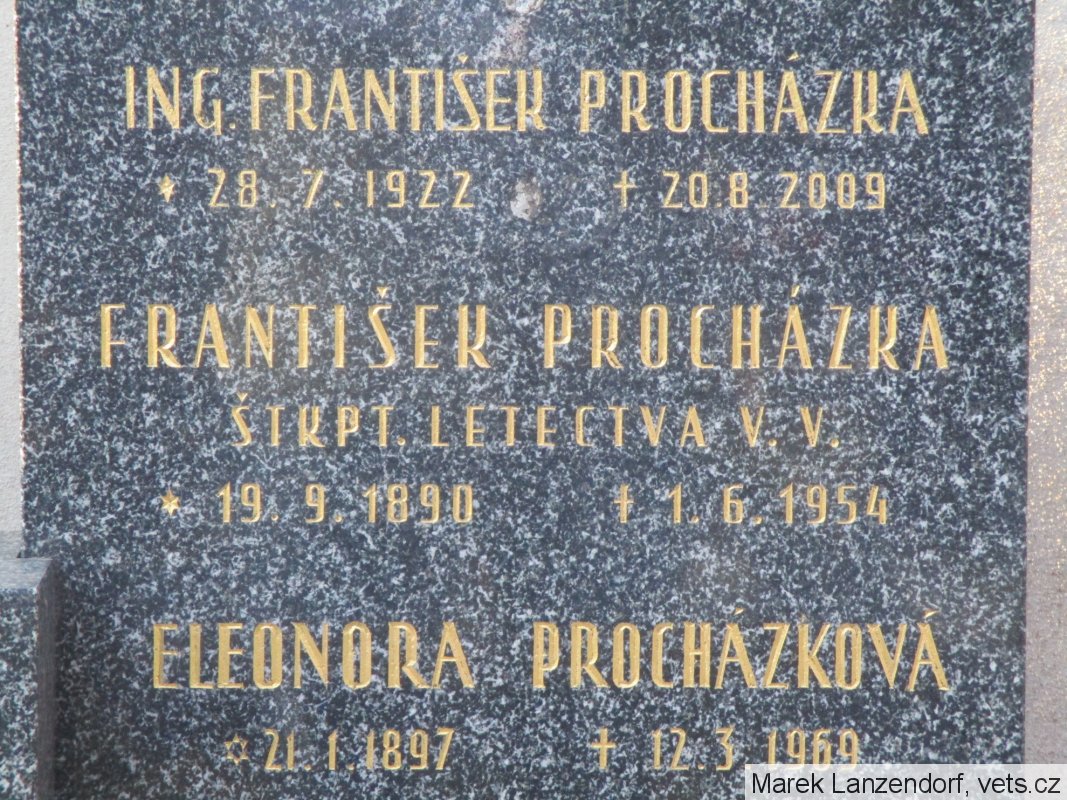 ING. FRANTIŠEK PROCHÁZKA
* 28. 7. 1922 † 20.8.2009
FRANTIŠEK PROCHÁZKA
ŠTKPT. LETECTVA V. V.
* 19. 9. 1890 † 1. 6. 1954
ELEONORA PROCHÁZKOVÁ
✡ 21.1.1897 † 12.3 1969
Marek Lanzendorf, vets.cz